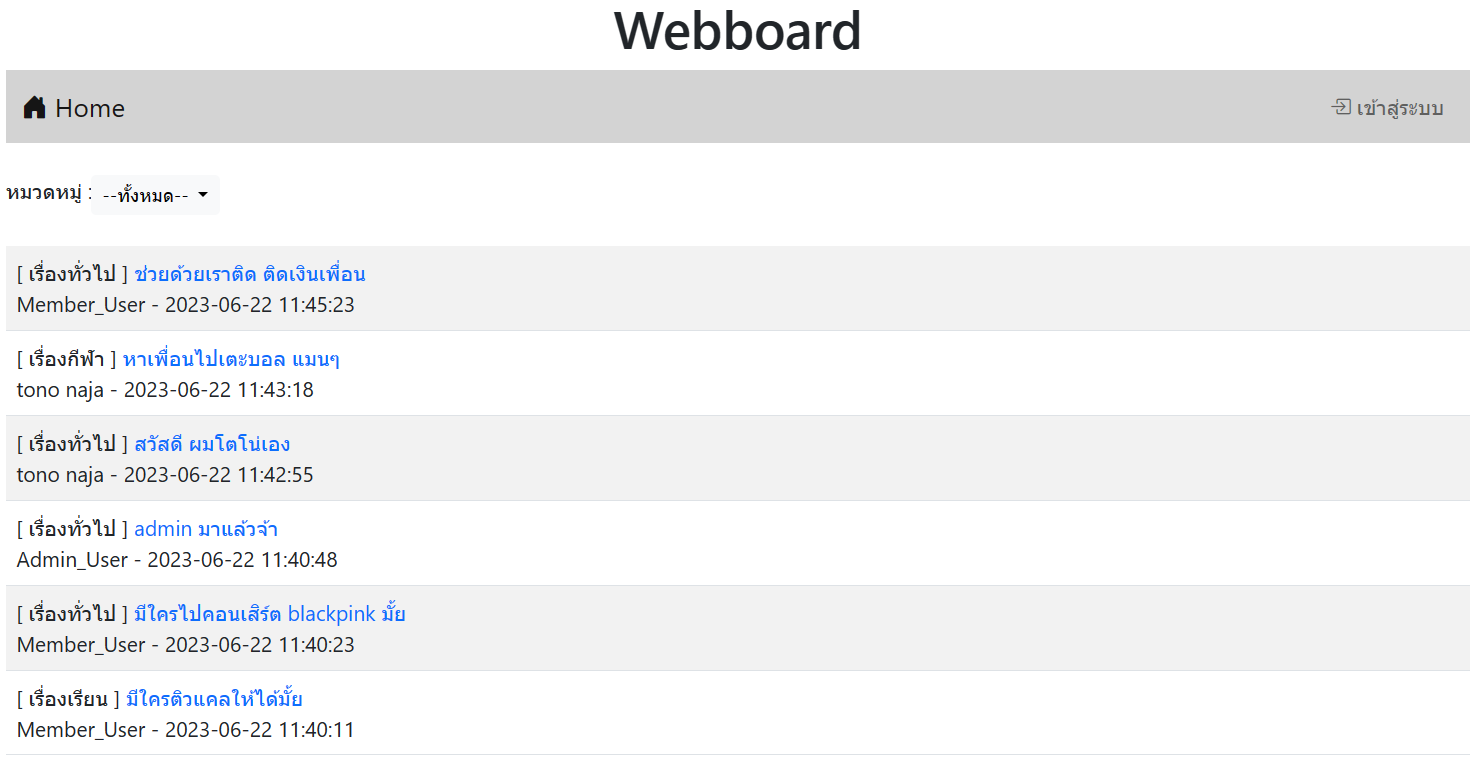 Webboard
Home
เข้าสู่ระบบ
หมวดหมู่ : --ทั้งหมด--
[ เรื่องทั่วไป ] ช่วยด้วยเราติด ติดเงินเพื่อน
Member_User - 2023-06-22 11:45:23
[ เรื่องกีฬา ] หาเพื่อนไปเตะบอล แมนๆ
tono naja - 2023-06-22 11:43:18
[ เรื่องทั่วไป ] สวัสดี ผมโตโน่เอง
tono naja - 2023-06-22 11:42:55
[ เรื่องทั่วไป ] admin มาแล้วจ้า
Admin_User - 2023-06-22 11:40:48
[ เรื่องทั่วไป ] มีใครไปคอนเสิร์ต blackpink มั้ย
Member_User - 2023-06-22 11:40:23
[ เรื่องเรียน ] มีใครติวแคลให้ได้มั้ย
Member_User - 2023-06-22 11:40:11